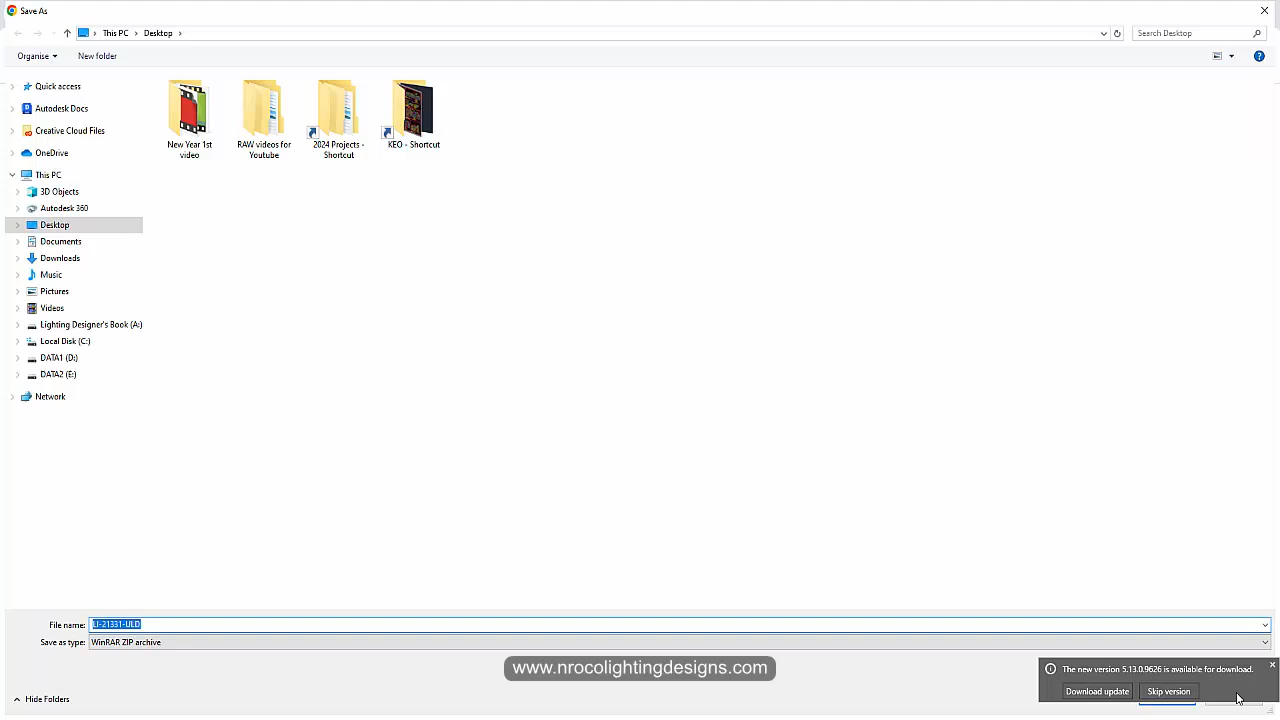 Save As
This PC
Desktop
Search Desktop
Organise
New folder
Quick access
Autodesk Docs
Creative Cloud Files
OneDrive
This PC
3D Objects
Autodesk 360
Desktop
Documents
Downloads
Music
Pictures
Videos
Lighting Designer's Book (A:)
Local Disk (C:)
DATA1 (D:)
DATA2 (E:)
Network
New Year 1st
video
RAW videos for
Youtube
2024 Projects -
Shortcut
KEO - Shortcut
File name:
LI-21331-ULD
Save as type:
WinRAR ZIP archive
www.nrocolightingdesigns.com
The new version 5.13.0.9626 is available for download.
Download update
Skip version
Hide Folders